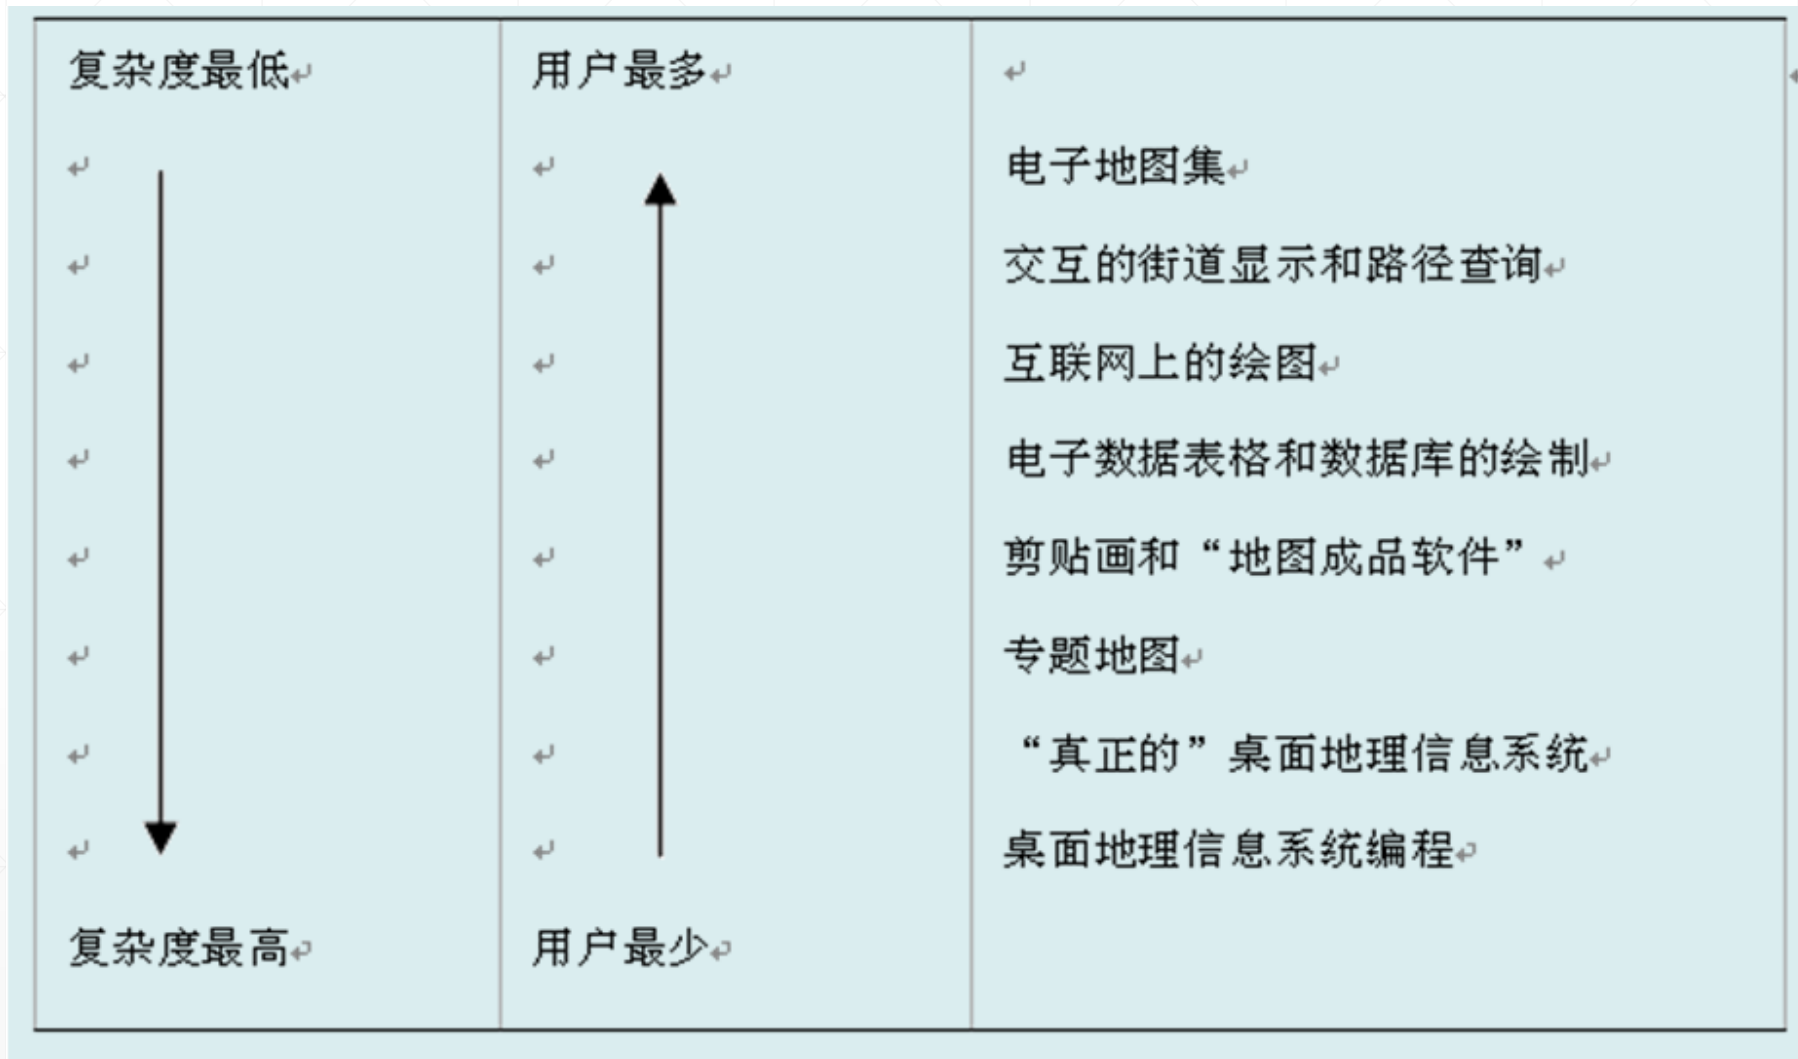 复杂度最低
用户最多
电子地图集
交互的街道显示和路径查询
互联网上的绘图
电子数据表格和数据库的绘制
剪贴画和“地图成品软件”
专题地图
“真正的”桌面地理信息系统
桌面地理信息系统编程
复杂度最高
用户最少